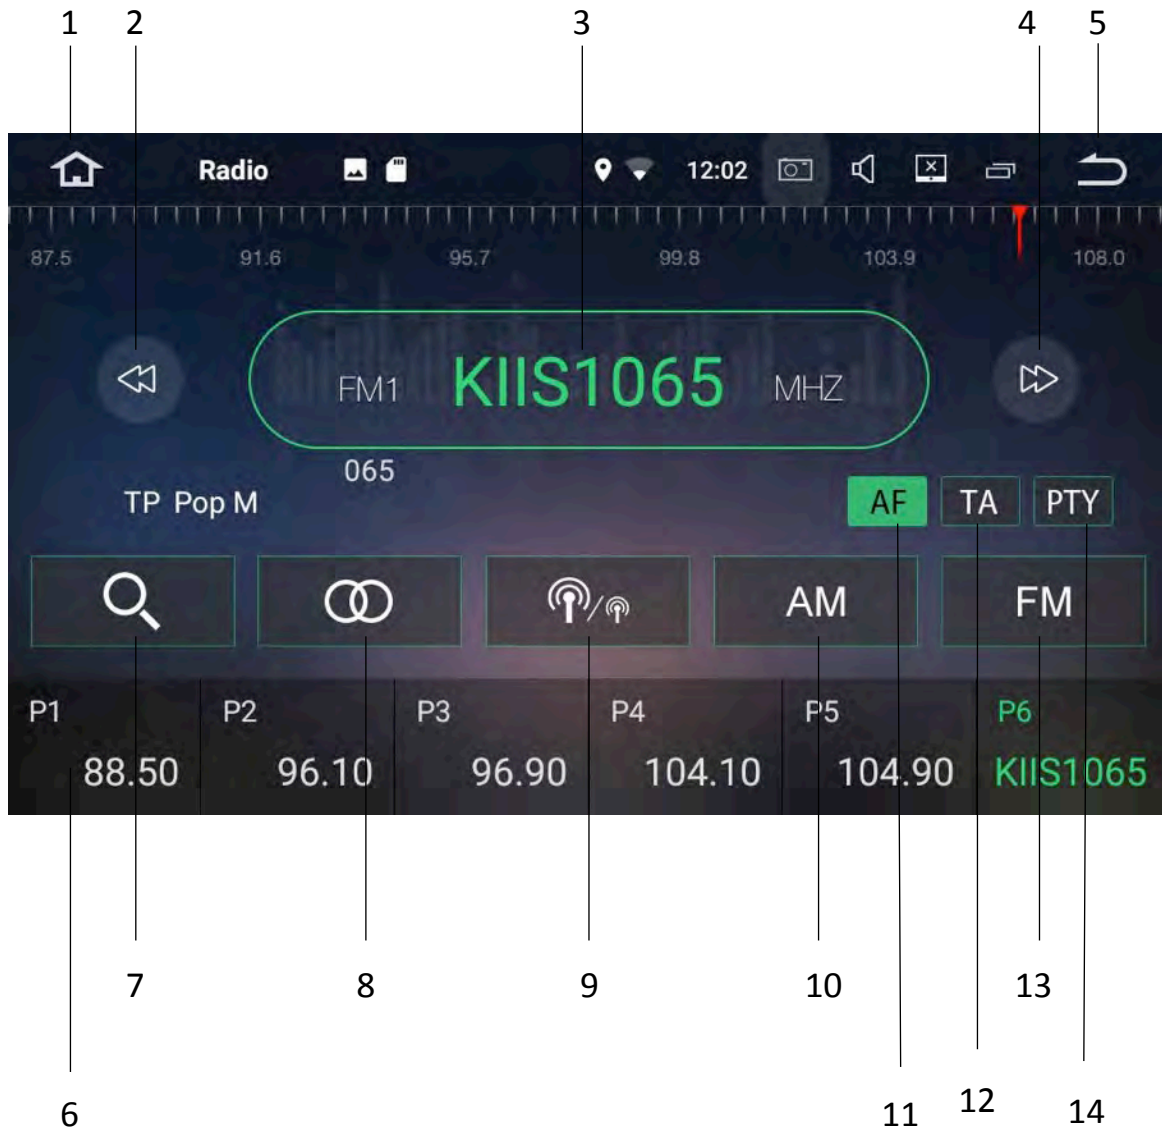 1 2 3 4 5
Radio 12:02
87.5 91.6 95.7 99.8 103.9 108.0
FM1 KIIS1065 MHZ
065
TP Pop M AF TA PTY
AM FM
P1 P2 P3 P4 P5 P6
88.50 96.10 96.90 104.10 104.90 KIIS1065
7 8 9 10 13
6 11 12 14